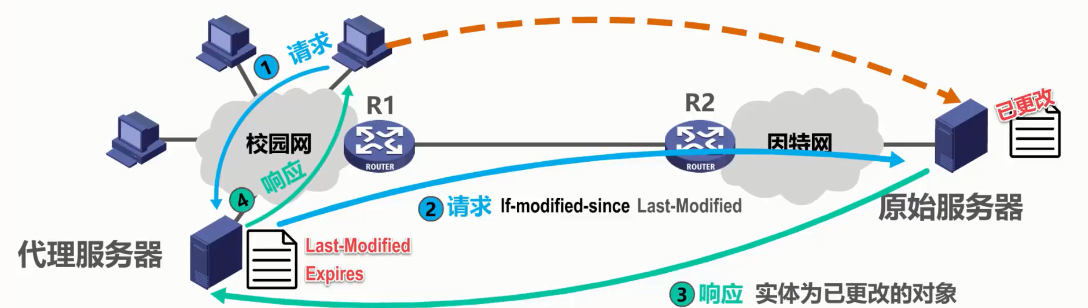 1 请求
R1
R2
已更改
校园网
ROUTER
ROUTER
因特网
4 响应
2 请求 If-modified-since Last-Modified
原始服务器
代理服务器
Last-Modified
Expires
3 响应 实体为已更改的对象